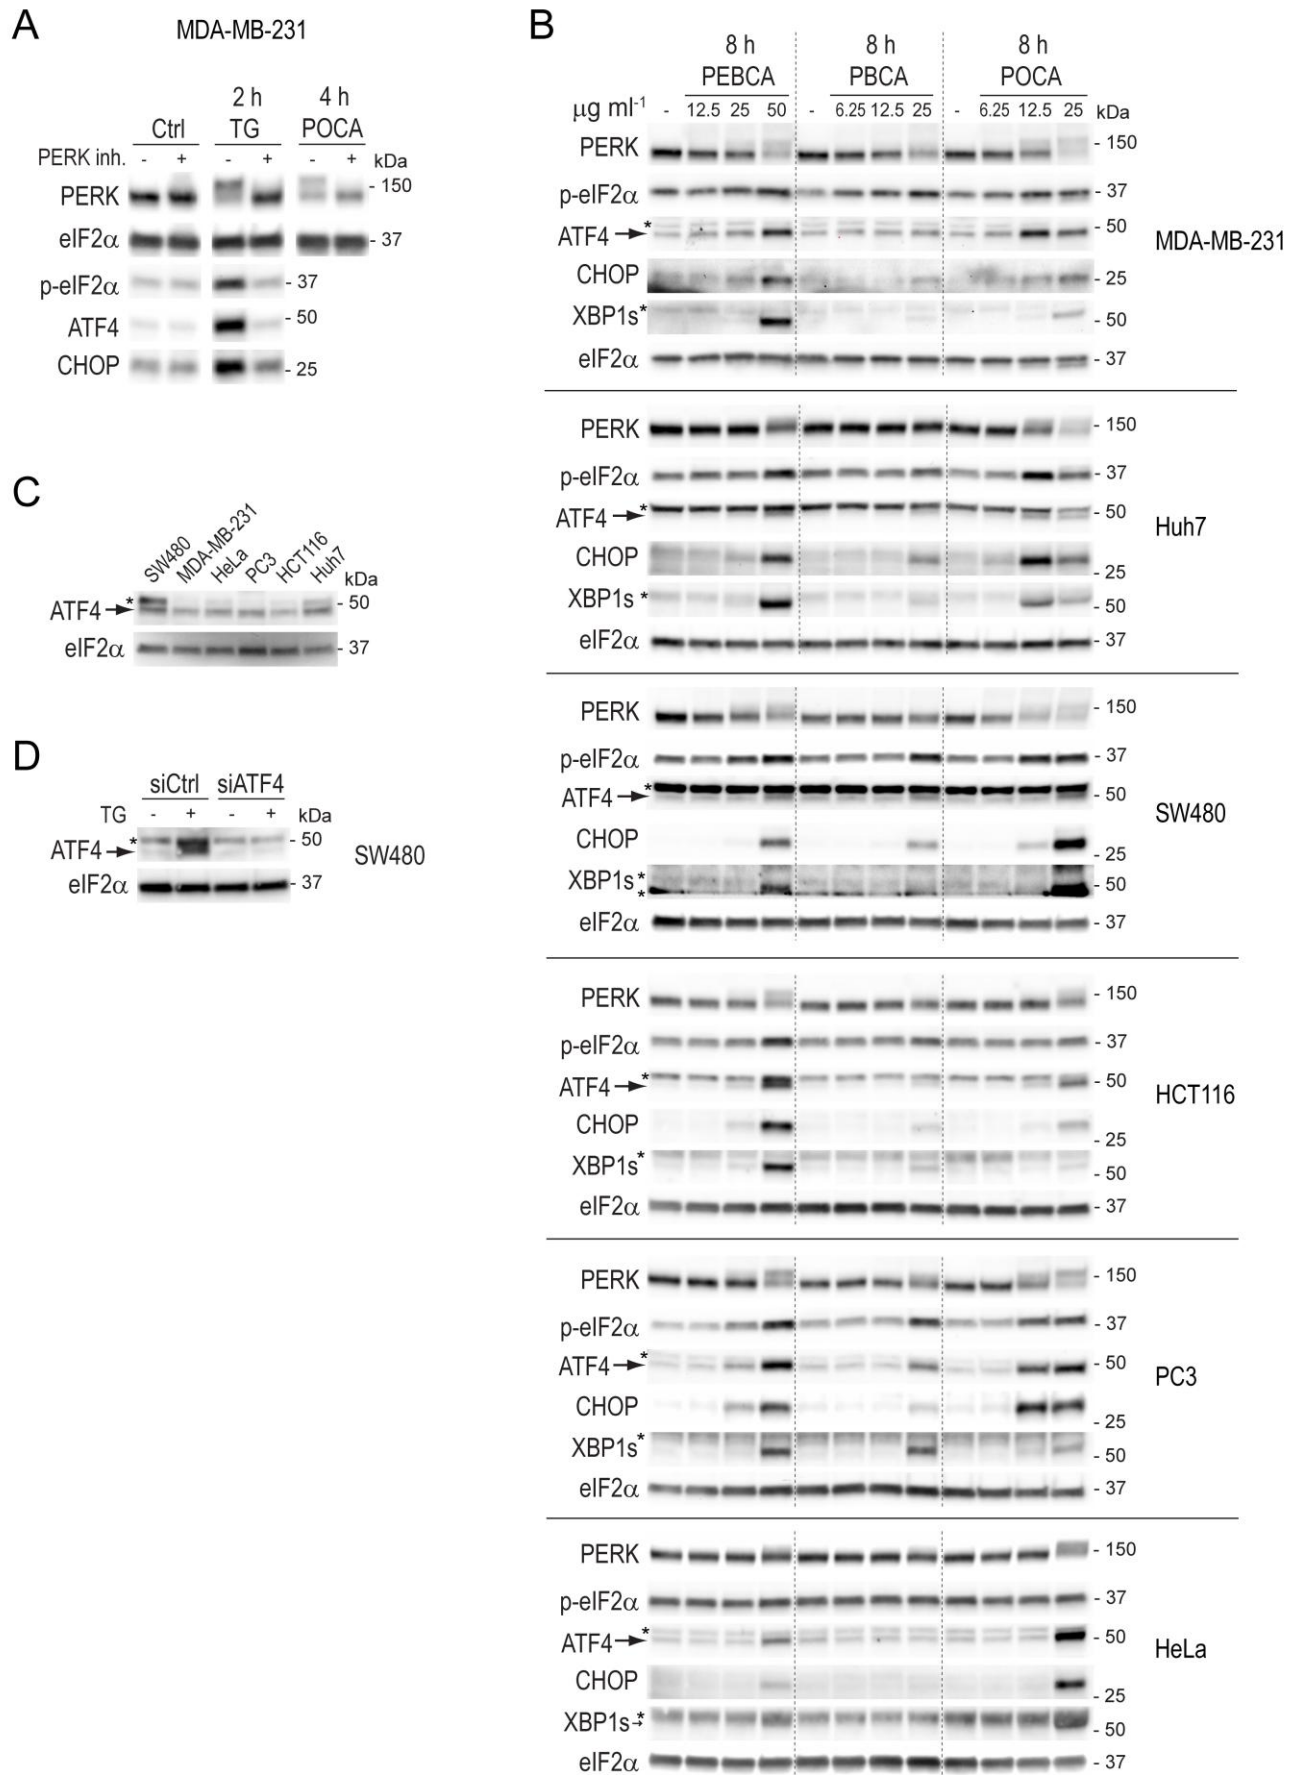 A
MDA-MB-231
2 h
4 h
Ctrl
TG
POCA
PERK inh.
- + - + - +
kDa
PERK
- 150
eIF2α
- 37
p-eIF2α
- 37
ATF4
- 50
CHOP
- 25
B
8 h
8 h
8 h
PEBCA
PBCA
POCA
μg ml-1
- 12.5 25 50 - 6.25 12.5 25 - 6.25 12.5 25 kDa
PERK
- 150
p-eIF2α
- 37
*
ATF4
- 50
CHOP
- 25
XBP1s*
- 50
eIF2α
- 37
MDA-MB-231
PERK
- 150
p-eIF2α
- 37
*
ATF4
- 50
CHOP
- 25
XBP1s *
- 50
eIF2α
- 37
Huh7
PERK
- 150
p-eIF2α
- 37
*
ATF4
- 50
CHOP
- 25
XBP1s*
*
- 50
eIF2α
- 37
SW480
PERK
- 150
p-eIF2α
- 37
*
ATF4
- 50
CHOP
- 25
XBP1s*
- 50
eIF2α
- 37
HCT116
PERK
- 150
p-eIF2α
- 37
*
ATF4
- 50
CHOP
- 25
XBP1s*
- 50
eIF2α
- 37
PC3
PERK
- 150
p-eIF2α
- 37
*
ATF4
- 50
CHOP
- 25
XBP1s *
- 50
eIF2α
- 37
HeLa
C
SW480
MDA-MB-231
HeLa
PC3
HCT116
Huh7
kDa
*
ATF4
- 50
eIF2α
- 37
D
siCtrl siATF4
TG - + - + kDa
*
ATF4
- 50
eIF2α
- 37
SW480